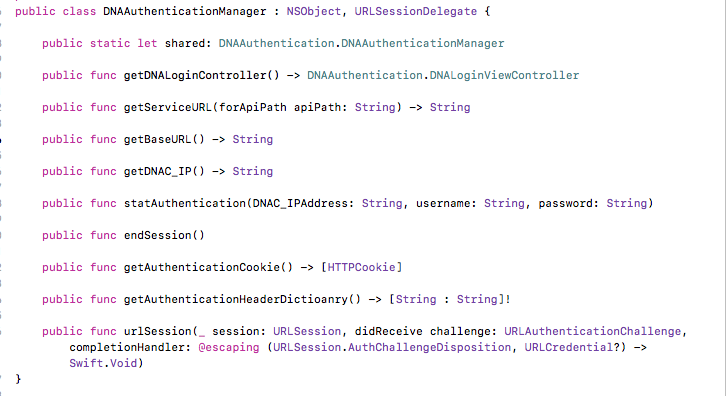 public class DNAAuthenticationManager : NSObject, URLSessionDelegate {
public static let shared: DNAAuthentication.DNAAuthenticationManager
public func getDNALoginController() -> DNAAuthentication.DNALoginViewController
public func getServiceURL(forApiPath apiPath: String) -> String
public func getBaseURL() -> String
public func getDNAC_IP() -> String
public func statAuthentication(DNAC_IPAddress: String, username: String, password: String)
public func endSession()
public func getAuthenticationCookie() -> [HTTPCookie]
public func getAuthenticationHeaderDictioanry() -> [String : String]!
public func urlSession(_ session: URLSession, didReceive challenge: URLAuthenticationChallenge,
completionHandler: @escaping (URLSession.AuthChallengeDisposition, URLCredential?) ->
Swift.Void)
}